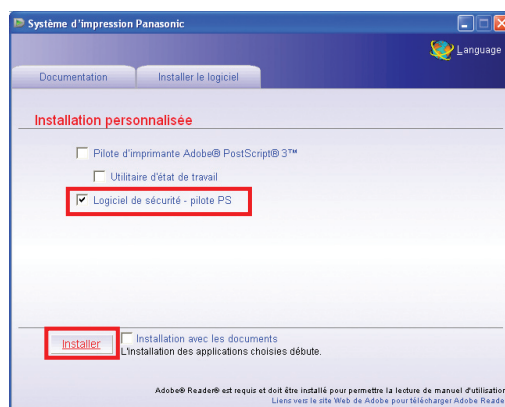 Système d'impression Panasonic
Language
Documentation
Installer le logiciel
Installation personnalisée
Pilote d'imprimante Adobe® PostScript® 3™
Utilitaire d'état de travail
Logiciel de sécurité - pilote PS
Installer
Installation avec les documents
L'installation des applications choisies débute.
Adobe® Reader® est requis et doit être installé pour permettre la lecture de manuel d'utilisation
Liens vers le site Web de Adobe pour télécharger Adobe Reade